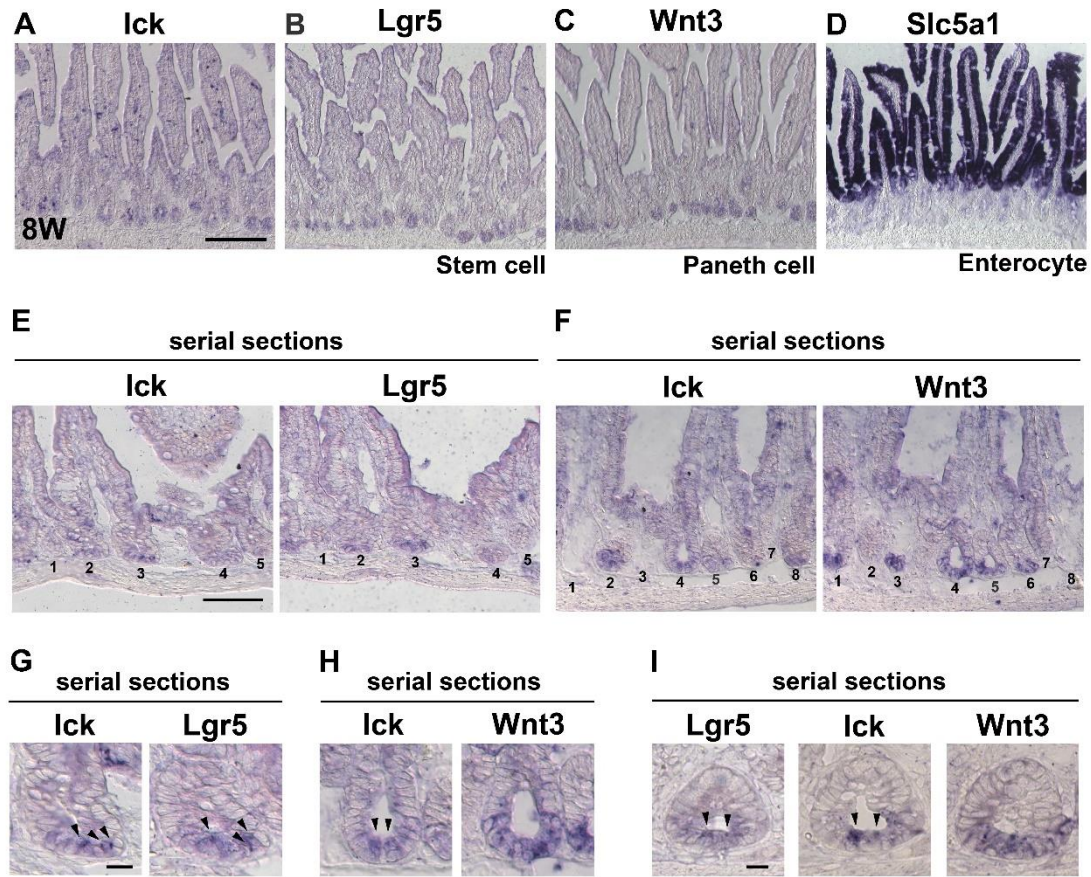 A Ick
B Lgr5
C Wnt3
D Slc5a1
8W
Stem cell
Paneth cell
Enterocyte
E
serial sections
Ick Lgr5
1 2 3 4 5
1 2 3 4 5
F
serial sections
Ick Wnt3
1 2 3 4 5 6 7 8
1 2 3 4 5 6 7 8
G
serial sections
Ick Lgr5
H
serial sections
Ick Wnt3
I
serial sections
Lgr5 Ick Wnt3